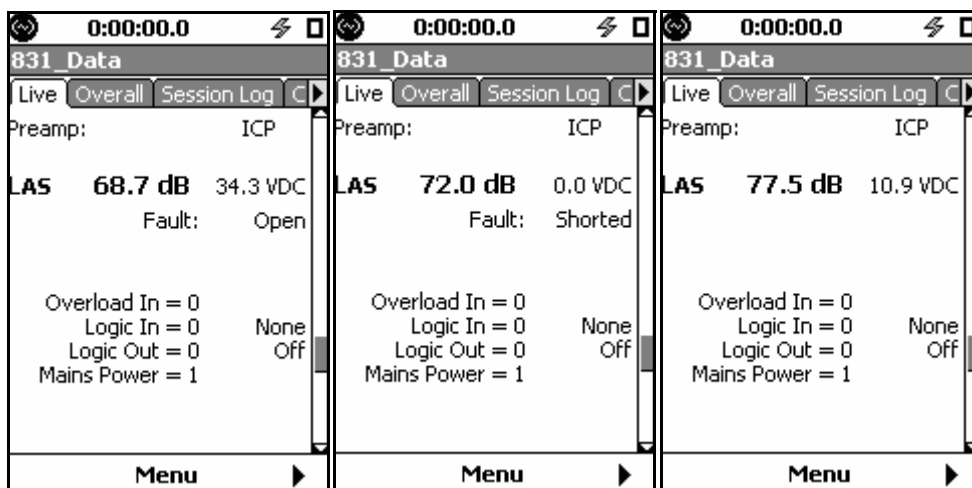 0:00:00.0
831_Data
Live Overall Session Log C
Preamp: ICP
LAS 68.7 dB 34.3 VDC
Fault: Open
Overload In = 0
Logic In = 0 None
Logic Out = 0 Off
Mains Power = 1
Menu
0:00:00.0
831_Data
Live Overall Session Log C
Preamp: ICP
LAS 72.0 dB 0.0 VDC
Fault: Shorted
Overload In = 0
Logic In = 0 None
Logic Out = 0 Off
Mains Power = 1
Menu
0:00:00.0
831_Data
Live Overall Session Log C
Preamp: ICP
LAS 77.5 dB 10.9 VDC
Overload In = 0
Logic In = 0 None
Logic Out = 0 Off
Mains Power = 1
Menu